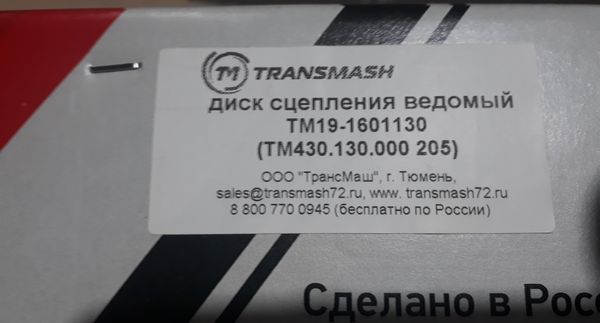 TM TRANSMASH
диск сцепления ведомый
ТМ19-1601130
(ТМ430.130.000 205)
ООО "ТрансМаш", г. Тюмень,
sales@transmash72.ru, www. transmash72.ru
8 800 770 0945 (бесплатно по России)
Сделано в Рос